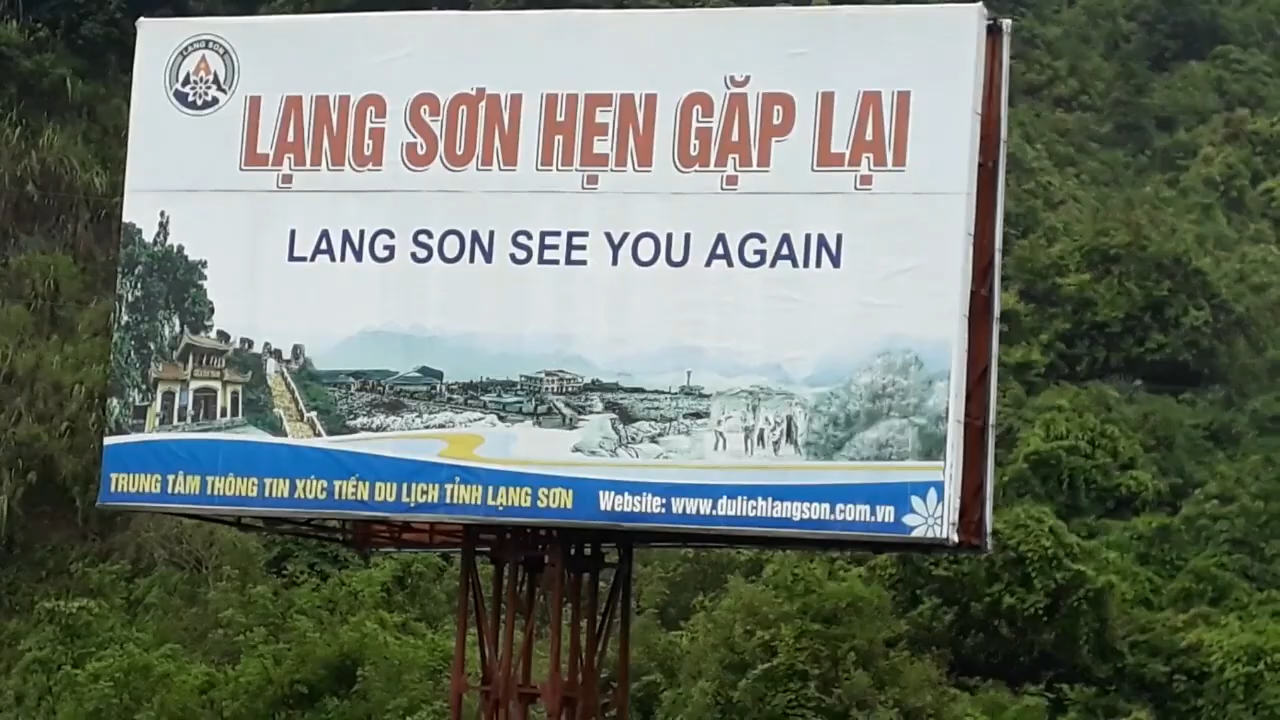 LANG SON
LẠNG SƠN HẸN GẶP LẠI
LANG SON SEE YOU AGAIN
TRUNG TÂM THÔNG TIN XÚC TIẾN DU LỊCH TỈNH LẠNG SƠN Website: www.dulichlangson.com.vn